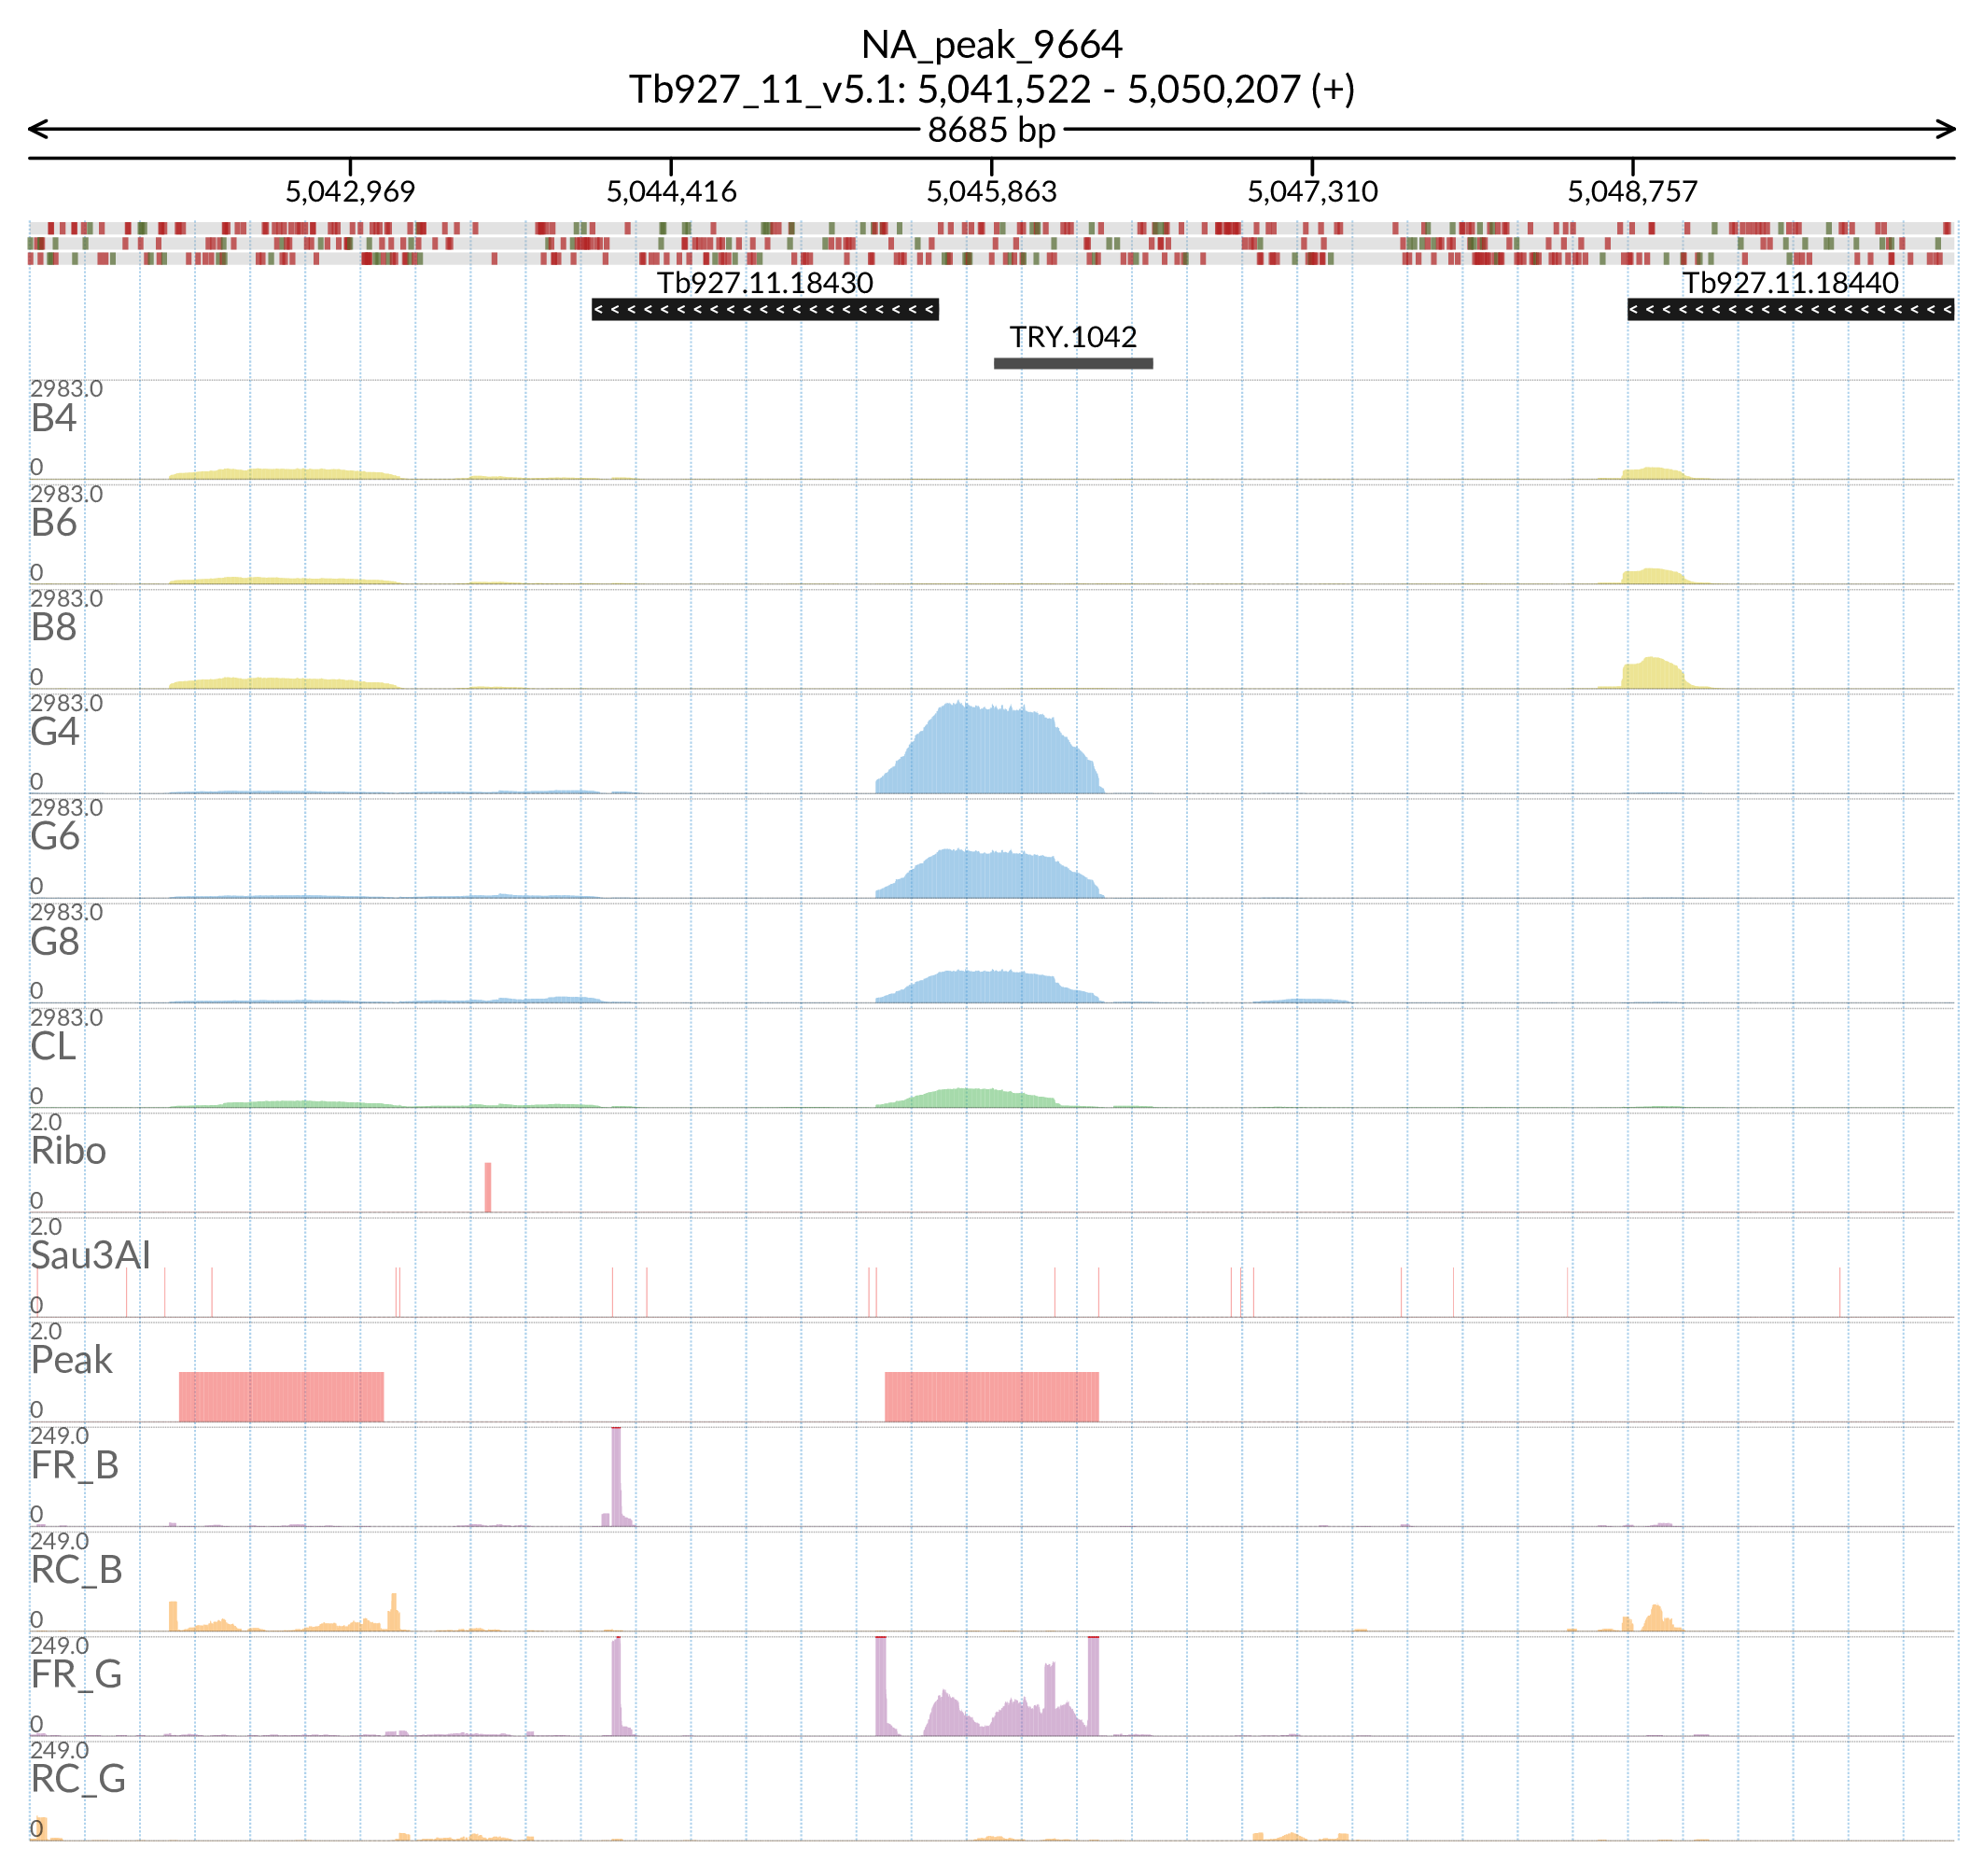 NA_peak_9664
Tb927_11_v5.1: 5,041,522 - 5,050,207 (+)
8685 bp
5,042,969 5,044,416 5,045,863 5,047,310 5,048,757
Tb927.11.18430 Tb927.11.18440
TRY.1042
2983.0
B4
0
2983.0
B6
0
2983.0
B8
0
2983.0
G4
0
2983.0
G6
0
2983.0
G8
0
2983.0
CL
0
2.0
Ribo
0
2.0
Sau3AI
0
2.0
Peak
0
249.0
FR_B
0
249.0
RC_B
0
249.0
FR_G
0
249.0
RC_G
0